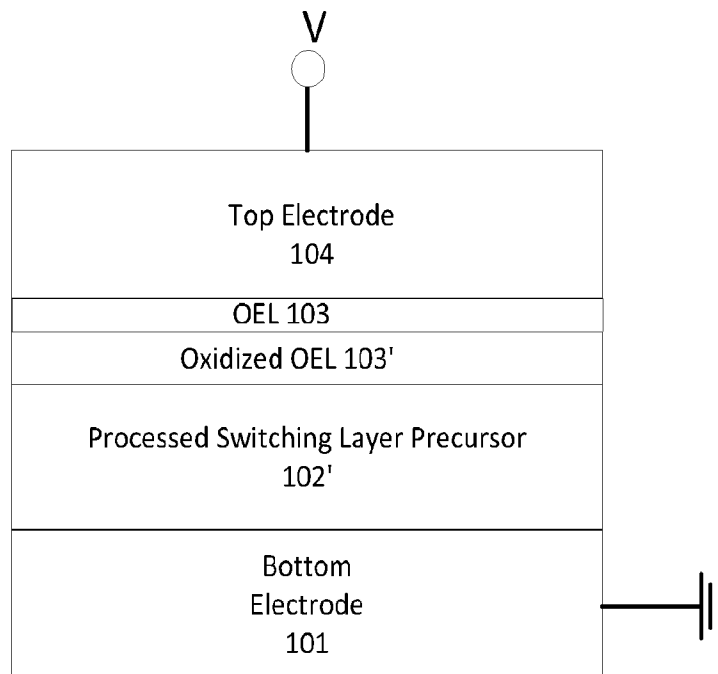 V
Top Electrode
104
OEL 103
Oxidized OEL 103'
Processed Switching Layer Precursor
102'
Bottom
Electrode
101